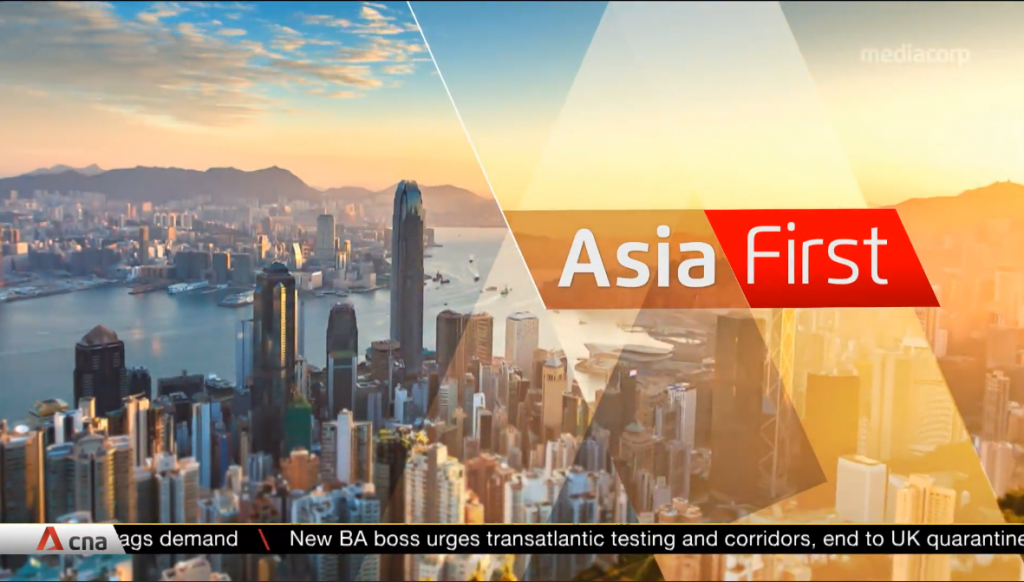 mediacorp
Asia First
cna
ags demand \ New BA boss urges transatlantic testing and corridors, end to UK quarantine